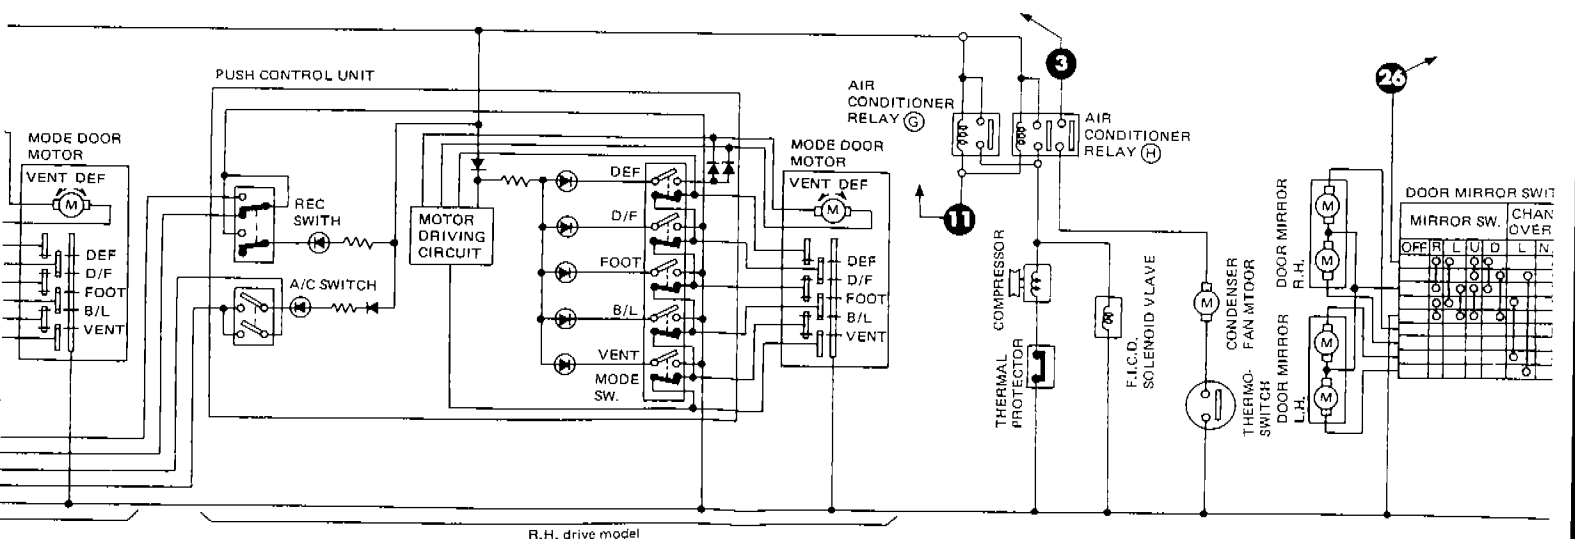 PUSH CONTROL UNIT
MODE DOOR
MOTOR
VENT DEF
M
DEF
D/F
FOOT
B/L
VENT
REC
SWITH
A/C SWITCH
MOTOR
DRIVING
CIRCUIT
DEF
D/F
FOOT
B/L
VENT
MODE
SW.
MODE DOOR
MOTOR
VENT DEF
M
DEF
D/F
FOOT
B/L
VENT
AIR
CONDITIONER
RELAY G
3
AIR
CONDITIONER
RELAY H
11
COMPRESSOR
THERMAL
PROTECTOR
F.I.C.D.
SOLENOID VLAVE
M
CONDENSER
FAN MTOAR
THERMO-
SWITCH
26
DOOR MIRROR
R.H.
M
M
DOOR MIRROR
L.H.
M
M
DOOR MIRROR SWIT
MIRROR SW.
CHAN
OVER
OFF R L U D L N
R.H. drive model